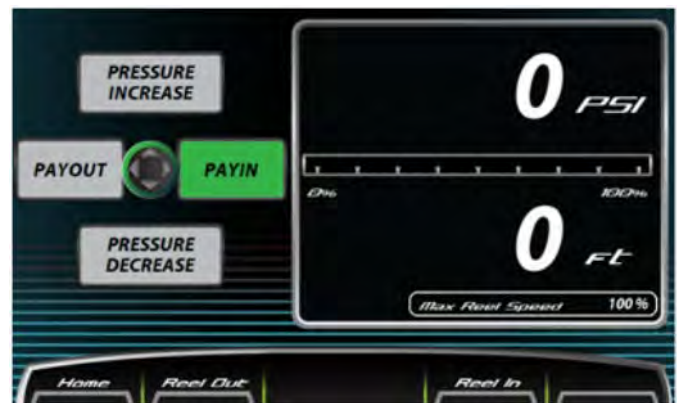 PRESSURE
INCREASE
PAYOUT
PAYIN
PRESSURE
DECREASE
0 PSI
0% 100%
0 Ft
Max Reel Speed 100 %
Home Reel Out Reel In